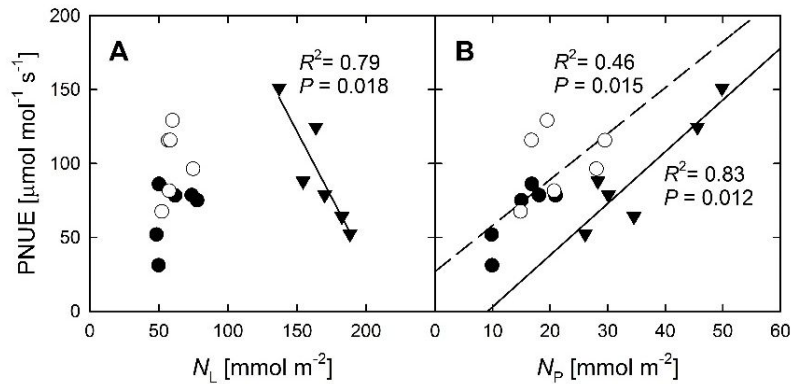 A
R²= 0.79
P = 0.018
B
R²= 0.46
P = 0.015
R²= 0.83
P = 0.012
PNUE [µmol mol⁻¹ s⁻¹]
200
150
100
50
0
0 50 100 150 200
0 10 20 30 40 50 60
N_L [mmol m⁻²]
N_P [mmol m⁻²]